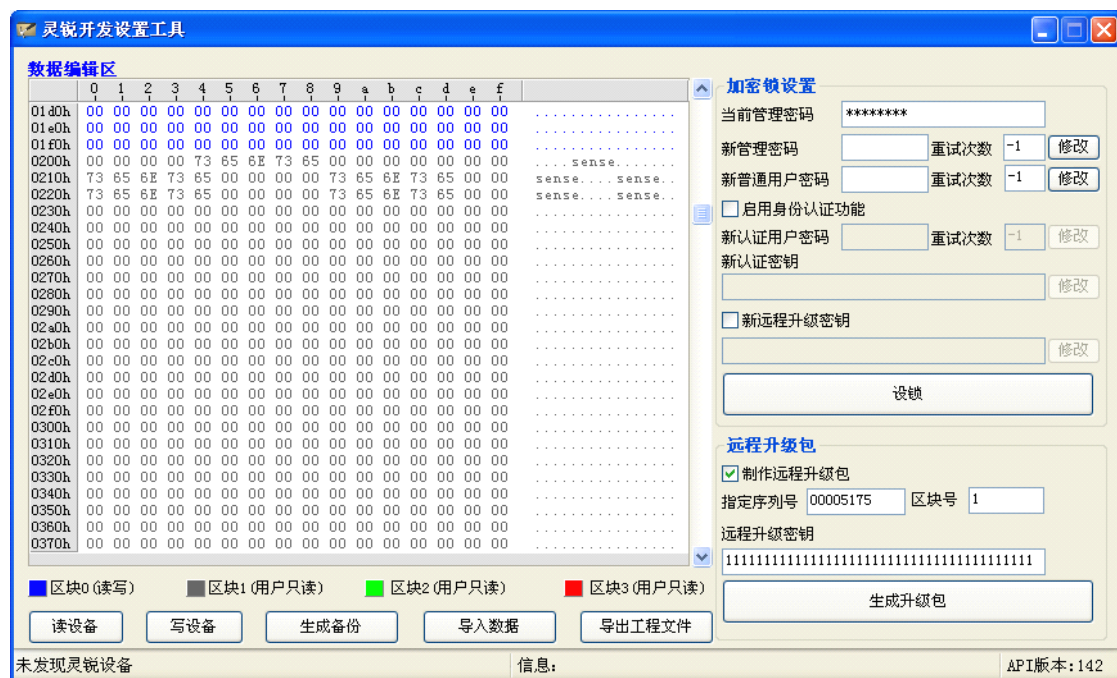 灵锐开发设置工具
数据编辑区
0 1 2 3 4 5 6 7 8 9 a b c d e f
01d0h 00 00 00 00 00 00 00 00 00 00 00 00 00 00 00 00 ................
01e0h 00 00 00 00 00 00 00 00 00 00 00 00 00 00 00 00 ................
01f0h 00 00 00 00 00 00 00 00 00 00 00 00 00 00 00 00 ................
0200h 00 00 00 00 73 65 6E 73 65 00 00 00 00 00 00 00 ....sense.......
0210h 73 65 6E 73 65 00 00 00 00 73 65 6E 73 65 00 00 sense....sense..
0220h 73 65 6E 73 65 00 00 00 00 73 65 6E 73 65 00 00 sense....sense..
0230h 00 00 00 00 00 00 00 00 00 00 00 00 00 00 00 00 ................
0240h 00 00 00 00 00 00 00 00 00 00 00 00 00 00 00 00 ................
0250h 00 00 00 00 00 00 00 00 00 00 00 00 00 00 00 00 ................
0260h 00 00 00 00 00 00 00 00 00 00 00 00 00 00 00 00 ................
0270h 00 00 00 00 00 00 00 00 00 00 00 00 00 00 00 00 ................
0280h 00 00 00 00 00 00 00 00 00 00 00 00 00 00 00 00 ................
0290h 00 00 00 00 00 00 00 00 00 00 00 00 00 00 00 00 ................
02a0h 00 00 00 00 00 00 00 00 00 00 00 00 00 00 00 00 ................
02b0h 00 00 00 00 00 00 00 00 00 00 00 00 00 00 00 00 ................
02c0h 00 00 00 00 00 00 00 00 00 00 00 00 00 00 00 00 ................
02d0h 00 00 00 00 00 00 00 00 00 00 00 00 00 00 00 00 ................
02e0h 00 00 00 00 00 00 00 00 00 00 00 00 00 00 00 00 ................
02f0h 00 00 00 00 00 00 00 00 00 00 00 00 00 00 00 00 ................
0300h 00 00 00 00 00 00 00 00 00 00 00 00 00 00 00 00 ................
0310h 00 00 00 00 00 00 00 00 00 00 00 00 00 00 00 00 ................
0320h 00 00 00 00 00 00 00 00 00 00 00 00 00 00 00 00 ................
0330h 00 00 00 00 00 00 00 00 00 00 00 00 00 00 00 00 ................
0340h 00 00 00 00 00 00 00 00 00 00 00 00 00 00 00 00 ................
0350h 00 00 00 00 00 00 00 00 00 00 00 00 00 00 00 00 ................
0360h 00 00 00 00 00 00 00 00 00 00 00 00 00 00 00 00 ................
0370h 00 00 00 00 00 00 00 00 00 00 00 00 00 00 00 00 ................
区块0(读写) 区块1(用户只读) 区块2(用户只读) 区块3(用户只读)
读设备 写设备 生成备份 导入数据 导出工程文件
加密锁设置
当前管理密码 ********
新管理密码 重试次数 -1 修改
新普通用户密码 重试次数 -1 修改
启用身份认证功能
新认证用户密码 重试次数 -1 修改
新认证密钥
修改
新远程升级密钥
修改
设锁
远程升级包
制作远程升级包
指定序列号 00005175 区块号 1
远程升级密钥
1111111111111111111111111111111111111111
生成升级包
未发现灵锐设备 信息: API版本:142